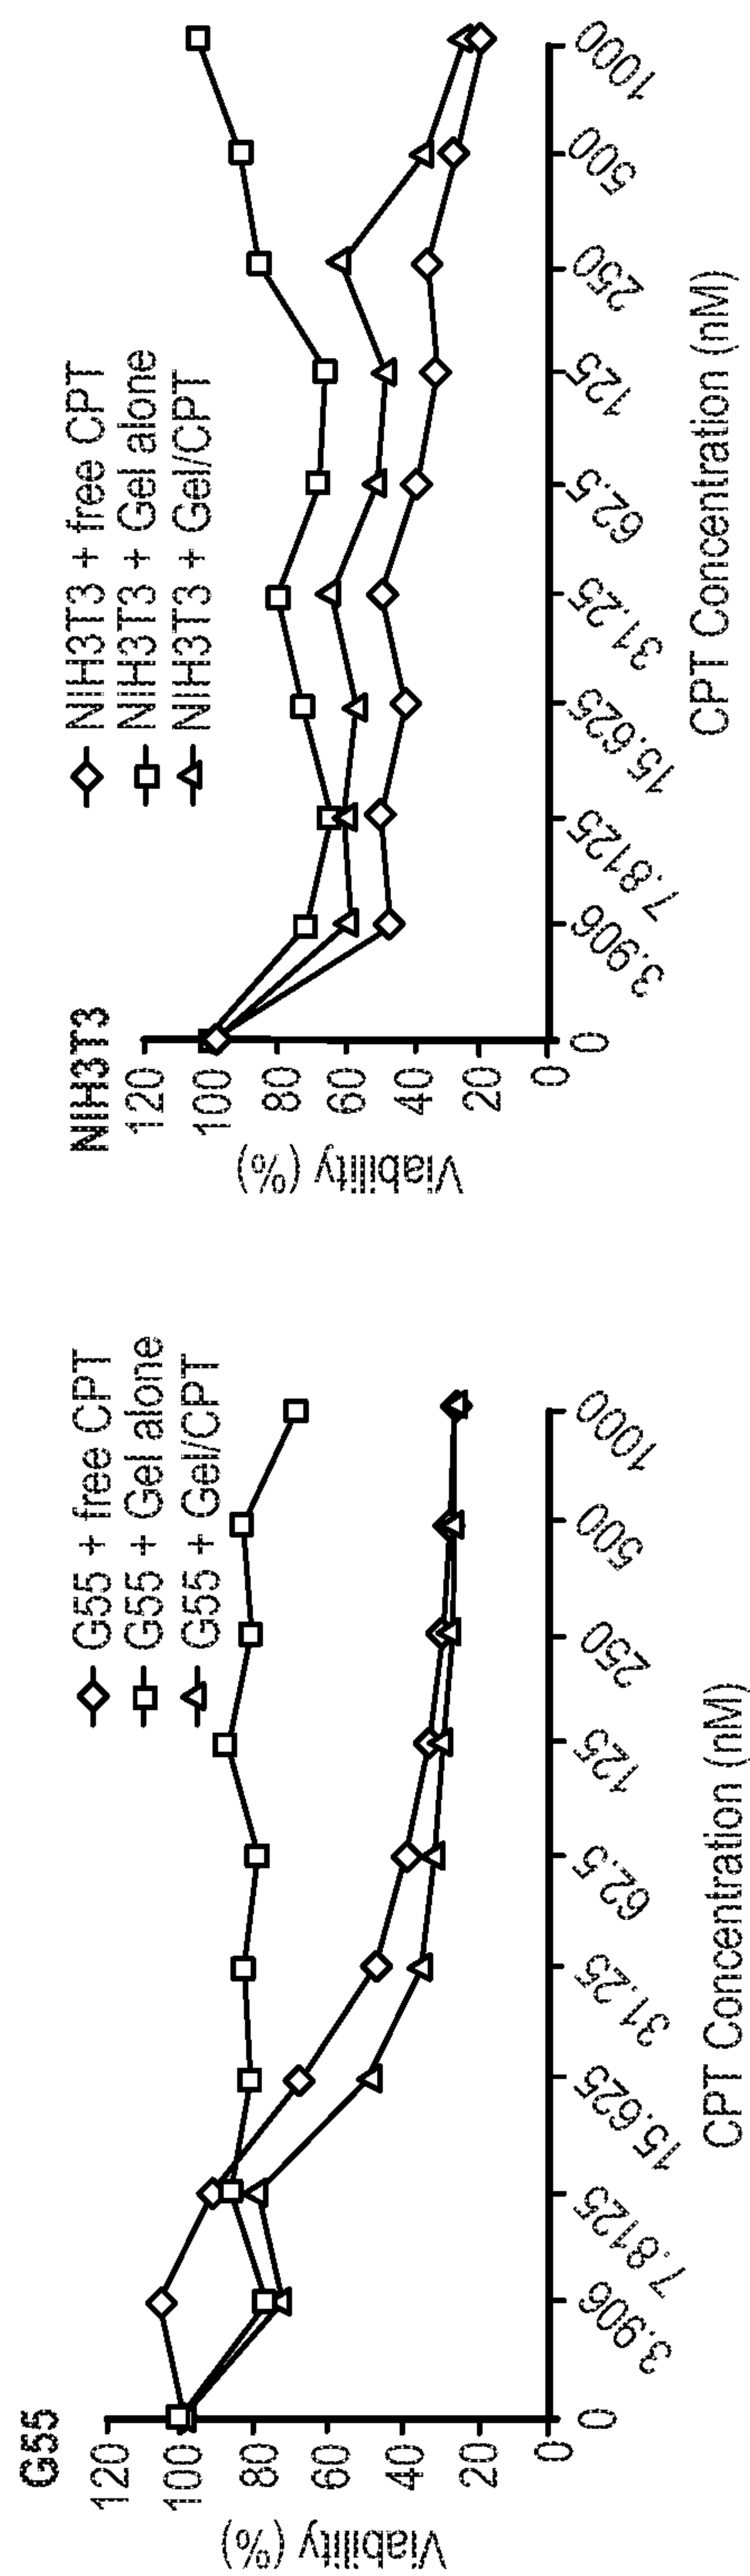 G55
120
100
80
60
40
20
0
Viability (%)
G55 + free CPT
G55 + Gel alone
G55 + Gel/CPT
0
3.906
7.8125
15.625
31.25
62.5
125
250
500
1000
CPT Concentration (nM)
NIH3T3
120
100
80
60
40
20
0
Viability (%)
NIH3T3 + free CPT
NIH3T3 + Gel alone
NIH3T3 + Gel/CPT
0
3.906
7.8125
15.625
31.25
62.5
125
250
500
1000
CPT Concentration (nM)